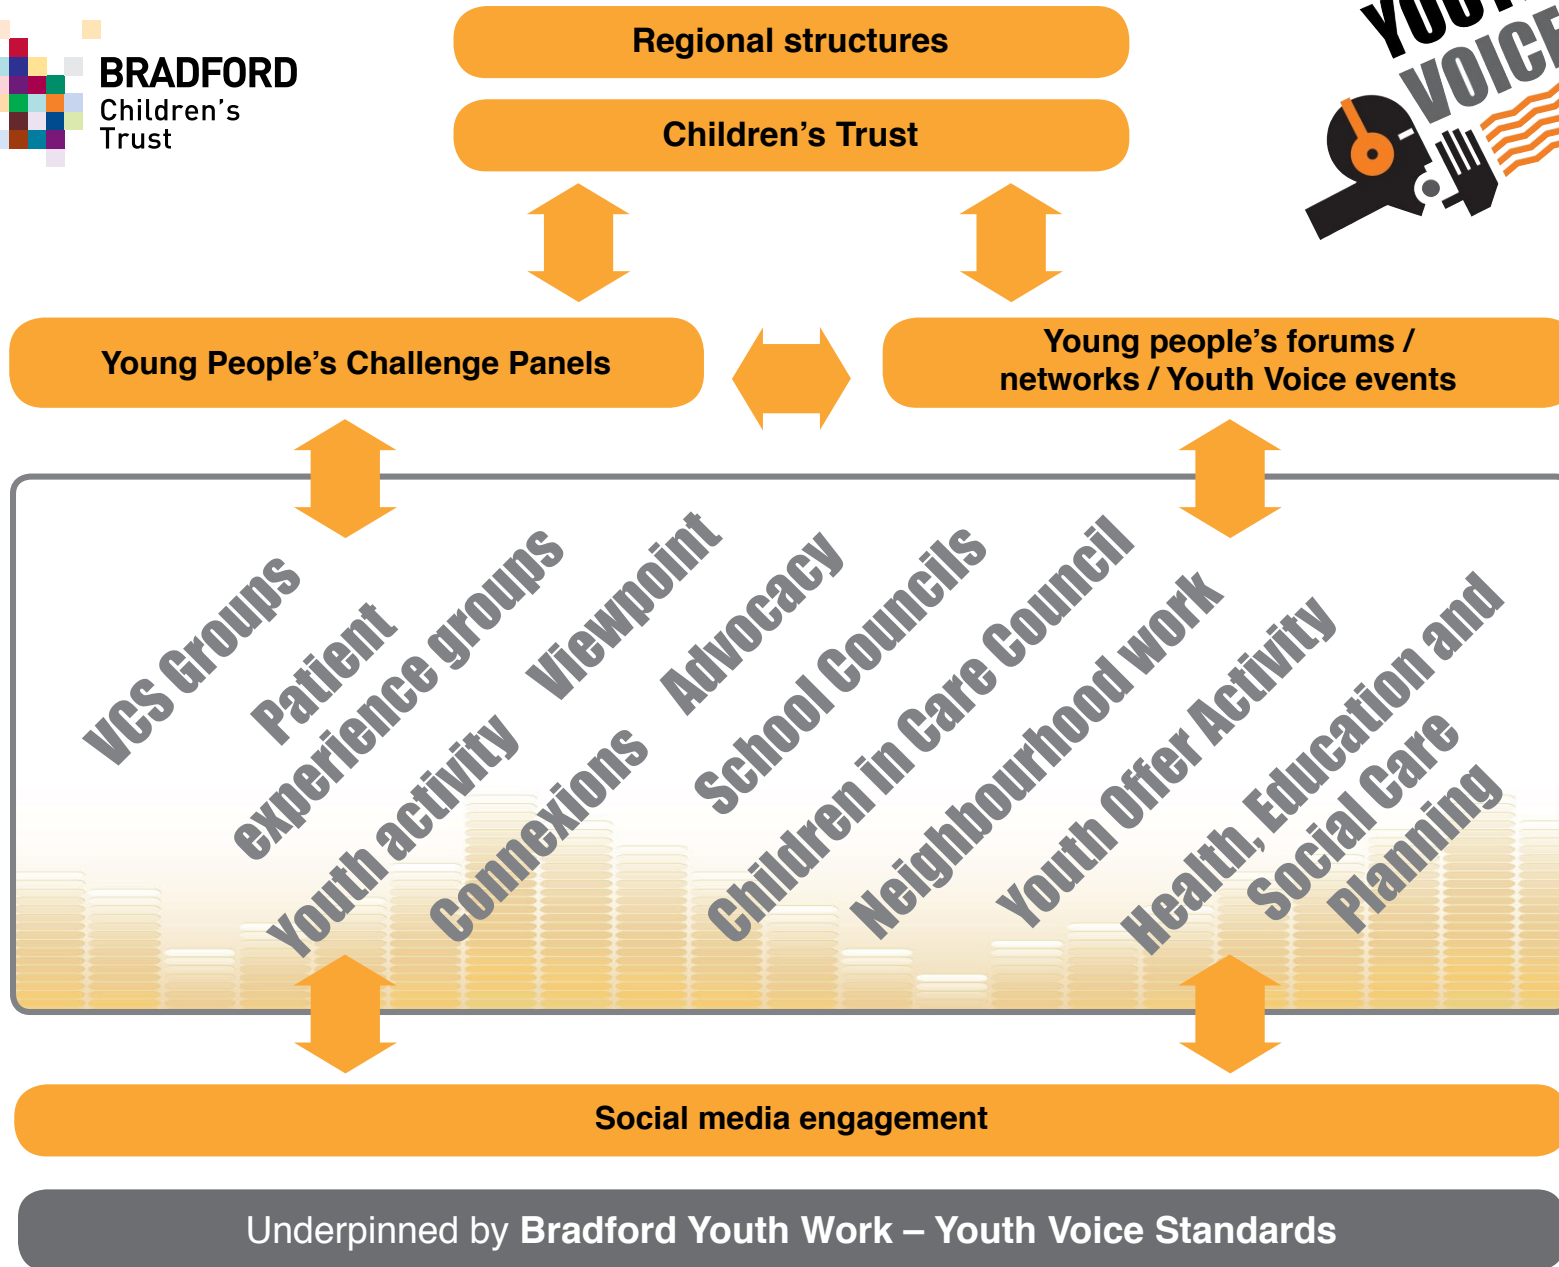 BRADFORD
Children's
Trust
VOICE
Regional structures
Children's Trust
Young People's Challenge Panels
Young people's forums /
networks / Youth Voice events
VCS Groups
Patient
experience groups
Youth activity
Viewpoint
Connexions
Advocacy
School Councils
Children in Care Council
Neighbourhood work
Youth Offer Activity
Health, Education and
Social Care
Planning
Social media engagement
Underpinned by Bradford Youth Work – Youth Voice Standards